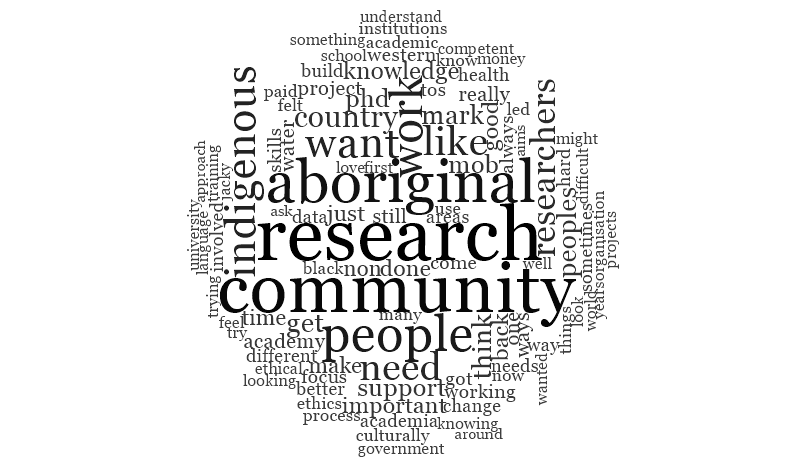 understand
institutions
something academic
school western competent
know money
build knowledge health
paid project phd tos really
felt country mark good led
indigenous work researchers
water skills want like always aims might
love first mob hard
aboriginal
approach training jacky peoples difficult
ask data just still use areas
university language involved research sometimes organisation projects
black non done come well
trying community years world look
many
feel time get people think back one ways things
try academy way
different make need needs
ethical focus got now wanted
looking support working
better important change
ethics academia knowing
process culturally around
government